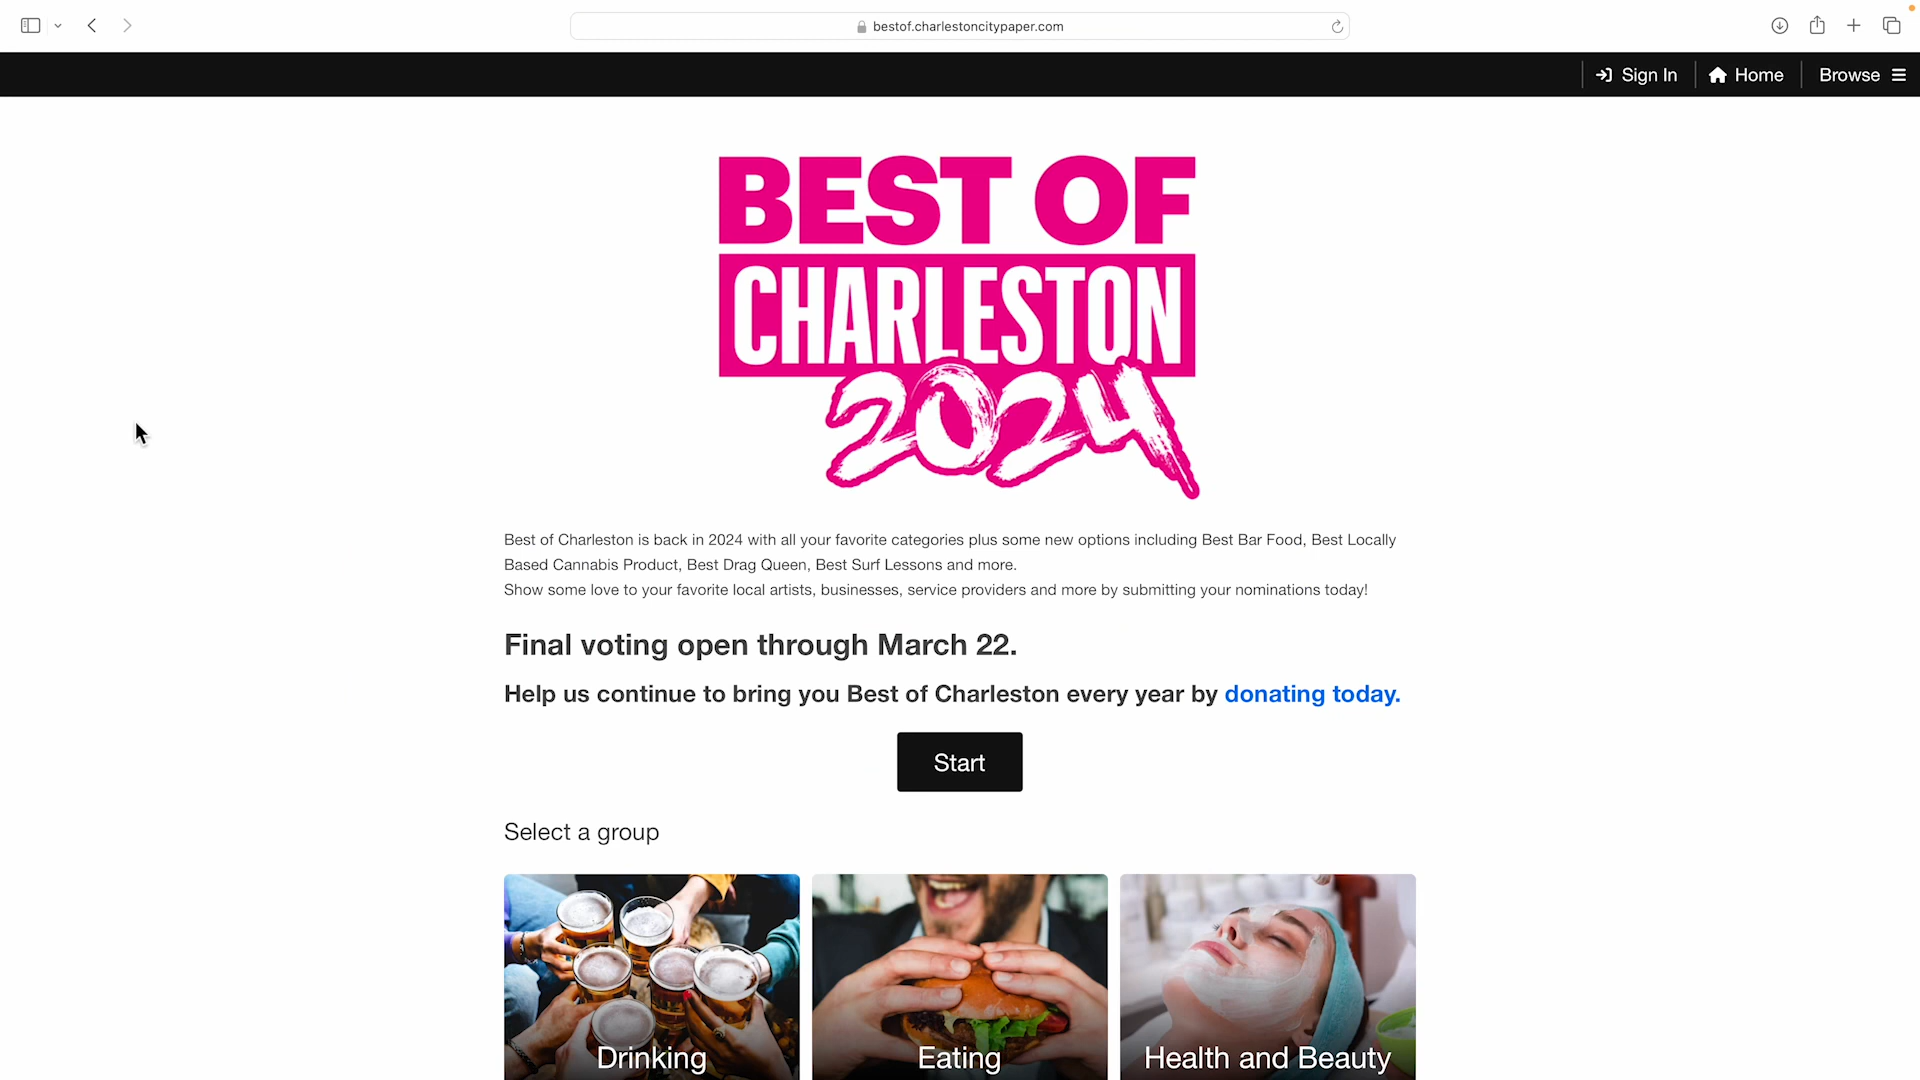 bestof.charlestoncitypaper.com
Sign In
Home
Browse
BEST OF
CHARLESTON
2024
Best of Charleston is back in 2024 with all your favorite categories plus some new options including Best Bar Food, Best Locally
Based Cannabis Product, Best Drag Queen, Best Surf Lessons and more.
Show some love to your favorite local artists, businesses, service providers and more by submitting your nominations today!
Final voting open through March 22.
Help us continue to bring you Best of Charleston every year by donating today.
Start
Select a group
Drinking
Eating
Health and Beauty